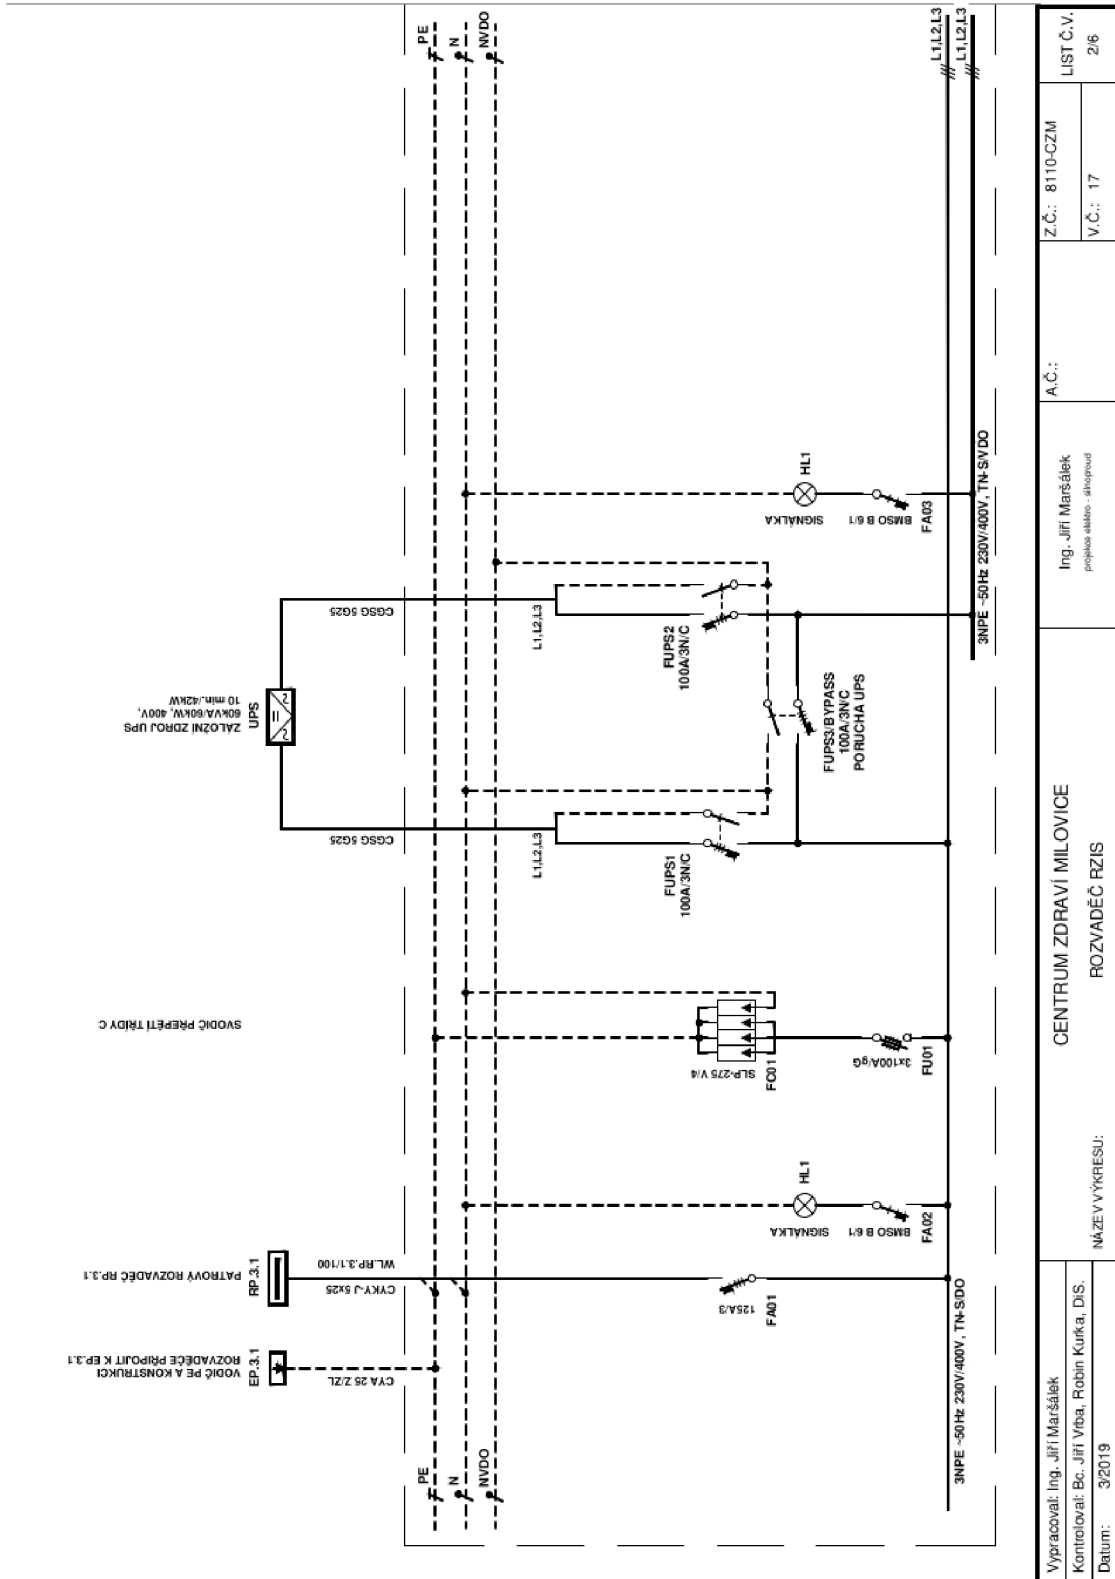 VODIČ PE A KONSTRUKCI
ROZVADĚČE PŘIPOJIT K EP.3.1
EP.3.1
CYA 25 Z/ZL
PATROVÝ ROZVADĚČ RP.3.1
RP.3.1
WL.RP.3.1/100
CYKY-J 5x25
SVODIČ PŘEPĚTÍ TŘÍDY C
ZÁLOŽNÍ ZDROJ UPS
60kVA/60kW, 400V,
10 min./42kW
UPS
CGSG 5G25
CGSG 5G25
PE
N
NVDO
PE
N
NVDO
L1,L2,L3
L1,L2,L3
125A/3
FA01
SIGNÁLKA
HL1
BMSO B 6/1
FA02
SLP-275 V/4
FC01
3x100A/gG
FU01
FUPS1
100A/3N/C
FUPS2
100A/3N/C
FUPS3/BYPASS
100A/3N/C
PORUCHA UPS
SIGNÁLKA
HL1
BMSO B 6/1
FA03
L1,L2,L3
L1,L2,L3
3NPE ~50Hz 230V/400V, TN-S/DO
3NPE ~50Hz 230V/400V, TN-S/VDO
Vypracoval: Ing. Jiří Maršálek
Kontroloval: Bc. Jiří Vrba, Robin Kurka, DiS.
Datum: 3/2019
NÁZEV VÝKRESU:
CENTRUM ZDRAVÍ MILOVICE
ROZVADĚČ RZIS
Ing. Jiří Maršálek
projekce elektro - silnoproud
A.Č.:
Z.Č.: 8110-CZM
V.Č.: 17
LIST Č.V.
2/6